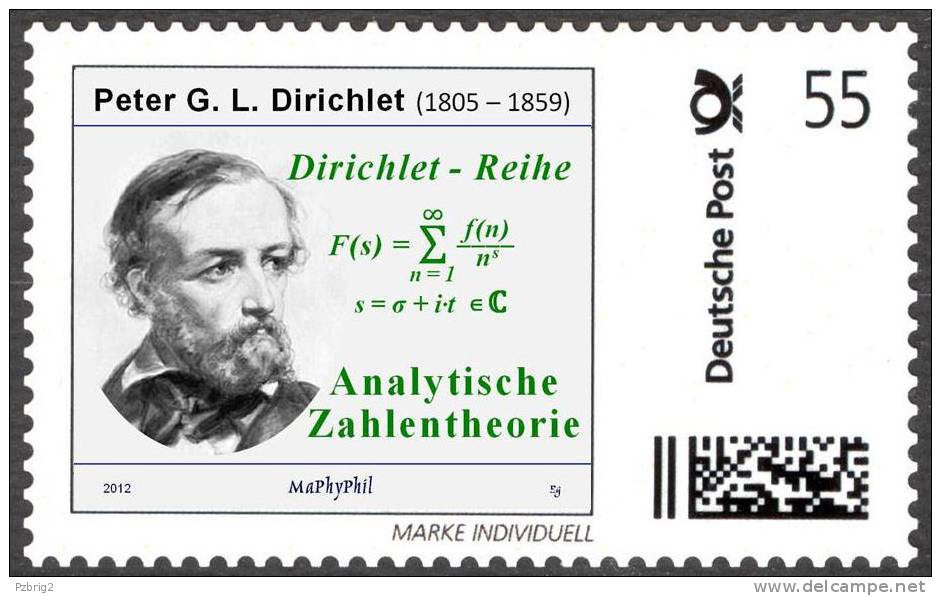 Peter G. L. Dirichlet (1805 – 1859)
Dirichlet - Reihe
F(s) = ∞ ∑ n = 1 f(n) / n^s
s = σ + i·t ∈ ℂ
Analytische
Zahlentheorie
2012 MaPhyPhil Eg
MARKE INDIVIDUELL
Deutsche Post
55
Pzbrig2
www.delcampe.net